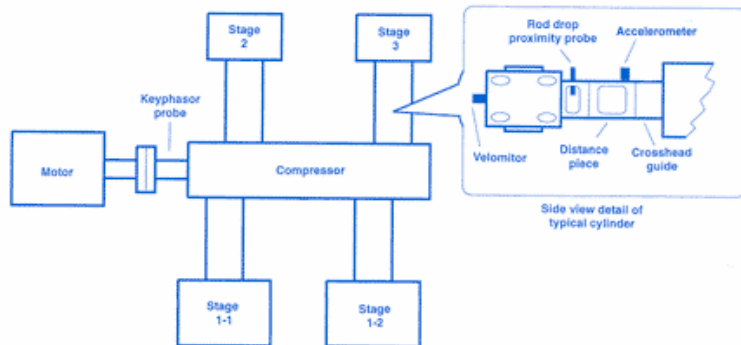 Stage
2
Stage
3
Rod drop
proximity probe
Accelerometer
Keyphasor
probe
Motor
Compressor
Velomitor
Distance
piece
Crosshead
guide
Side view detail of
typical cylinder
Stage
1-1
Stage
1-2